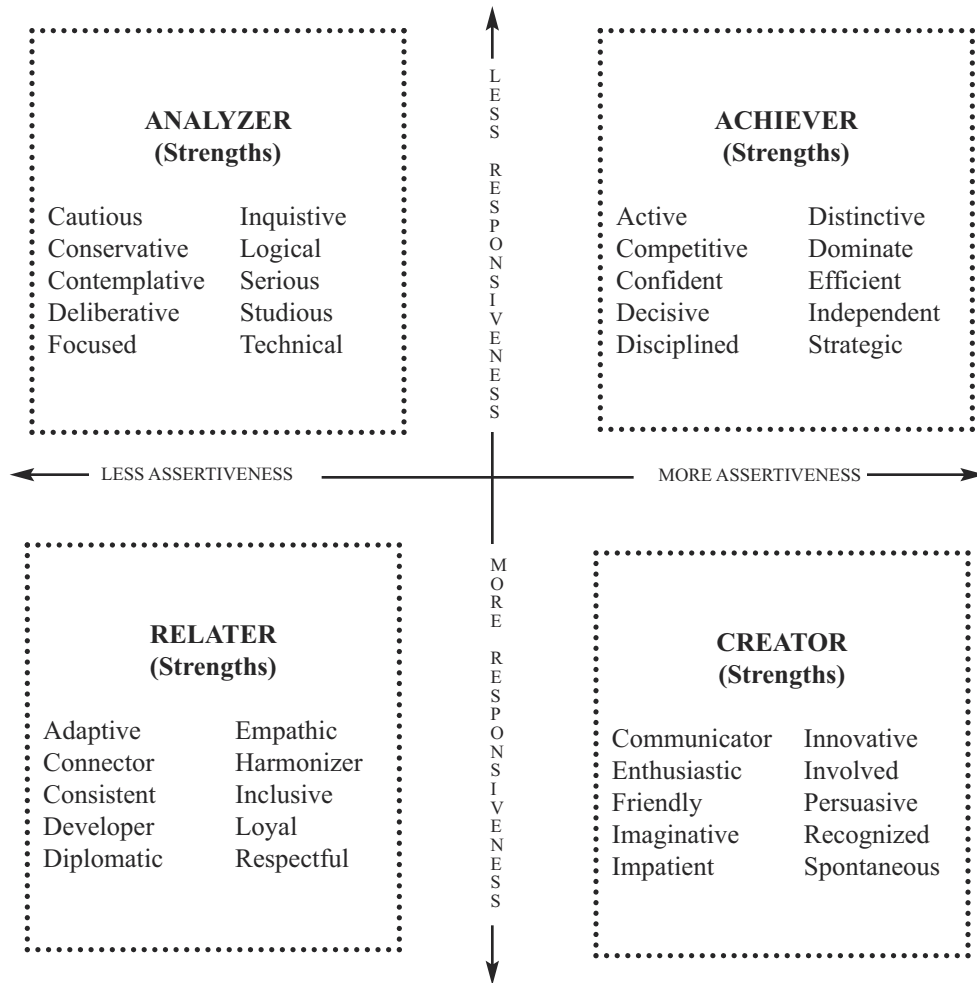 ANALYZER
(Strengths)
Cautious Inquistive
Conservative Logical
Contemplative Serious
Deliberative Studious
Focused Technical
LESS RESPONSIVENESS
ACHIEVER
(Strengths)
Active Distinctive
Competitive Dominate
Confident Efficient
Decisive Independent
Disciplined Strategic
LESS ASSERTIVENESS
MORE ASSERTIVENESS
RELATER
(Strengths)
Adaptive Empathic
Connector Harmonizer
Consistent Inclusive
Developer Loyal
Diplomatic Respectful
MORE RESPONSIVENESS
CREATOR
(Strengths)
Communicator Innovative
Enthusiastic Involved
Friendly Persuasive
Imaginative Recognized
Impatient Spontaneous